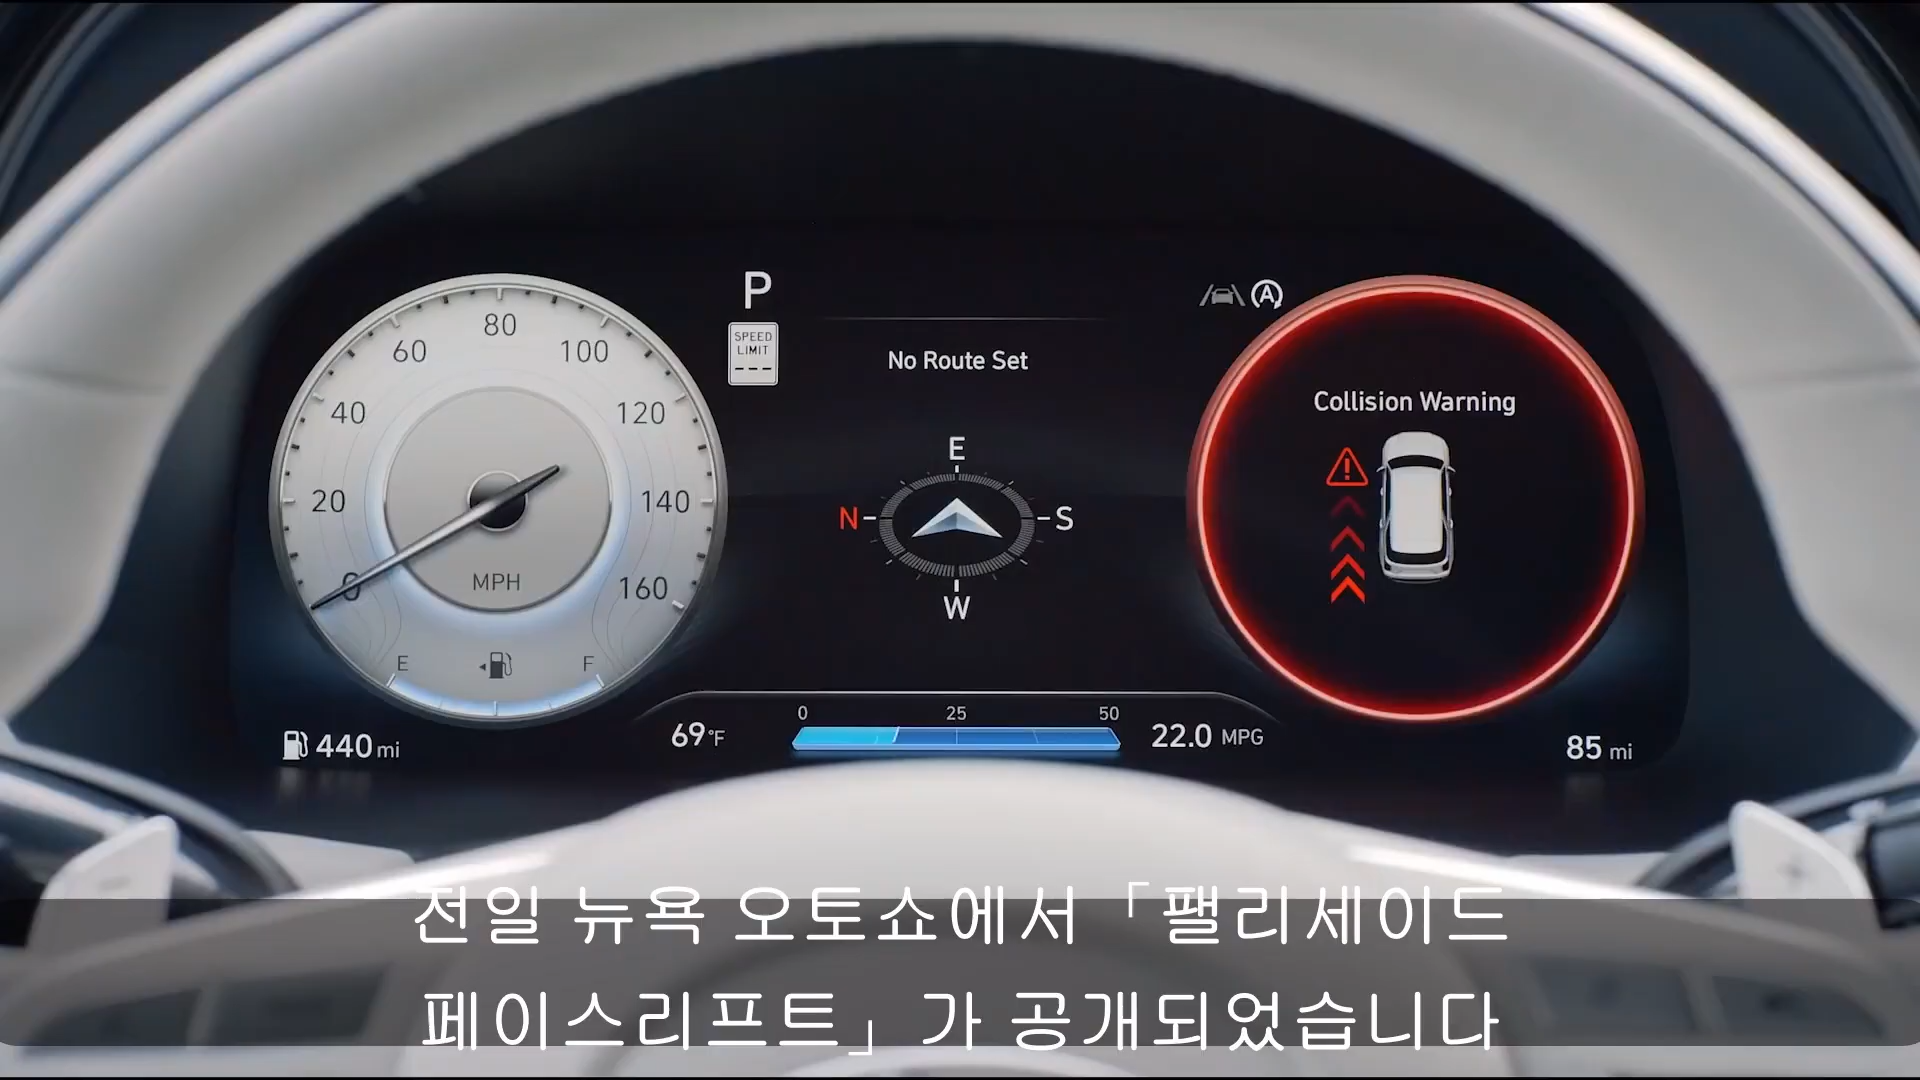 P
SPEED
LIMIT
---
No Route Set
E
N
S
W
0
20
40
60
80
100
120
140
160
MPH
E
F
440 mi
69°F
0 25 50
22.0 MPG
A
Collision Warning
85 mi
전일 뉴욕 오토쇼에서「팰리세이드
페이스리프트」가 공개되었습니다